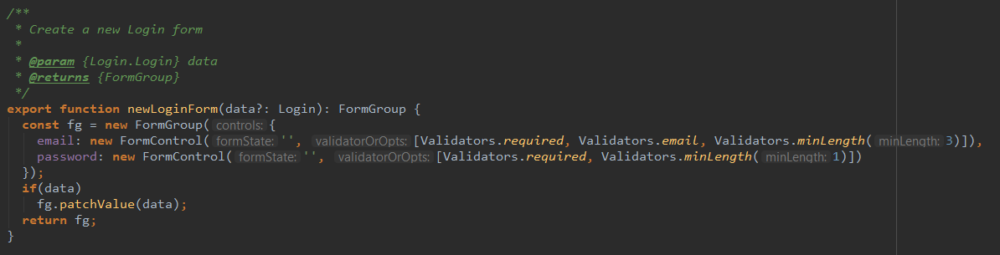 /**
 * Create a new Login form
 *
 * @param {Login.Login} data
 * @returns {FormGroup}
 */
export function newLoginForm(data?: Login): FormGroup {
  const fg = new FormGroup( controls: {
    email: new FormControl( formState: '', validatorOrOpts: [Validators.required, Validators.email, Validators.minLength( minLength: 3)]),
    password: new FormControl( formState: '', validatorOrOpts: [Validators.required, Validators.minLength( minLength: 1)])
  });
  if(data)
    fg.patchValue(data);
  return fg;
}